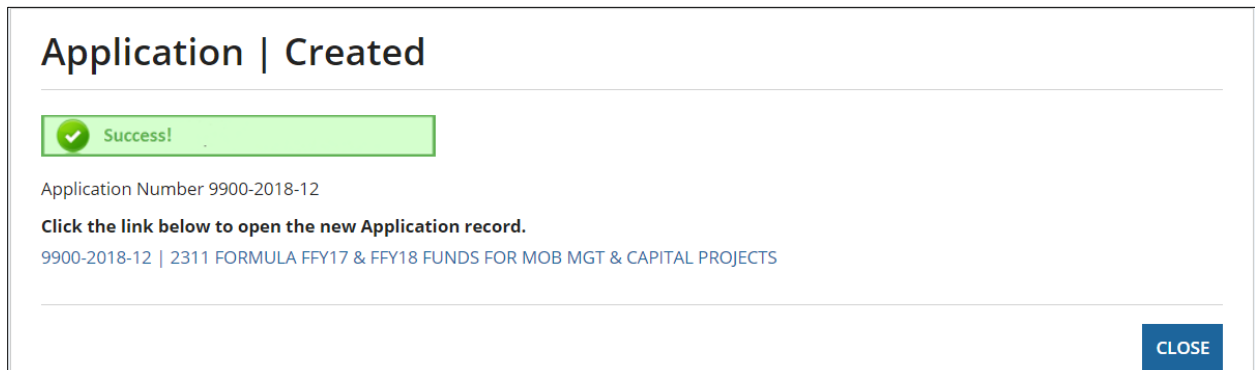 Application | Created
Success!
Application Number 9900-2018-12
Click the link below to open the new Application record.
9900-2018-12 | 2311 FORMULA FFY17 & FFY18 FUNDS FOR MOB MGT & CAPITAL PROJECTS
CLOSE